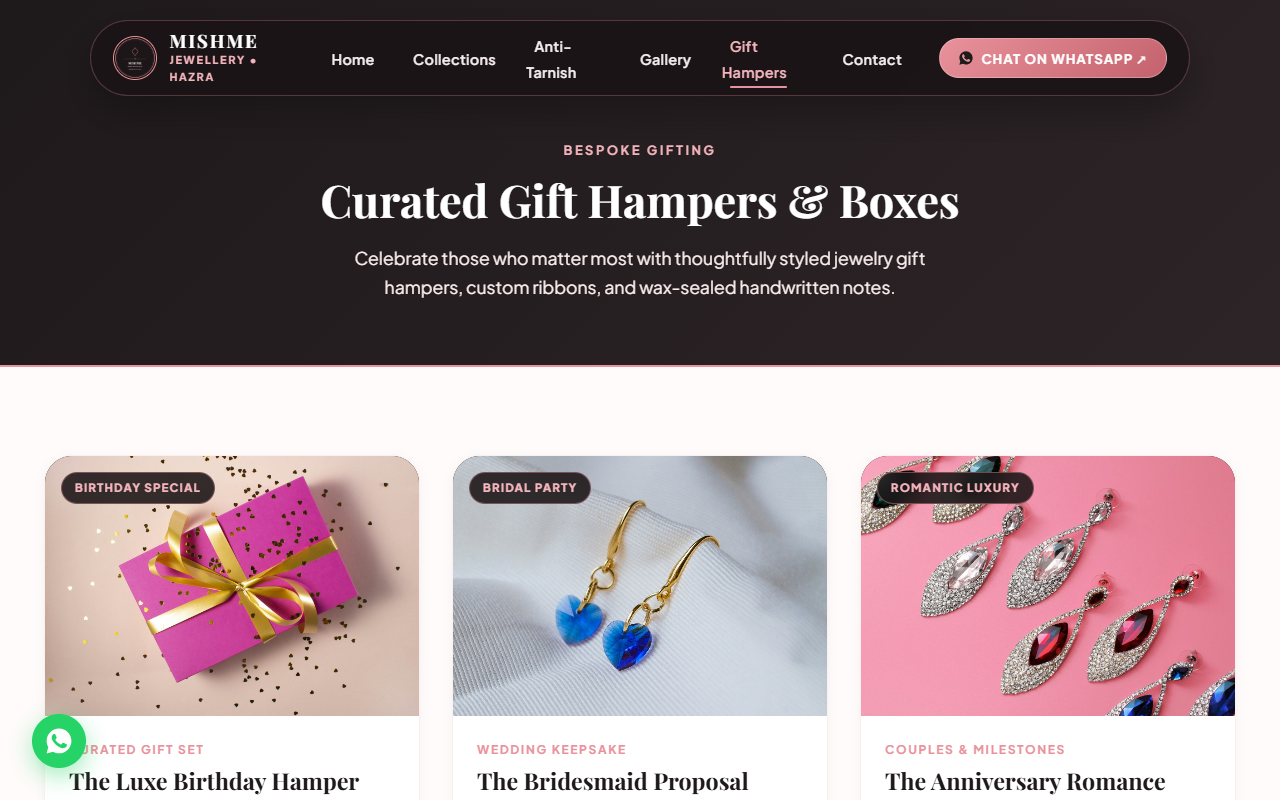 MISHME
JEWELLERY •
HAZRA
Home
Collections
Anti-
Tarnish
Gallery
Gift
Hampers
Contact
CHAT ON WHATSAPP ↗
BESPOKE GIFTING
Curated Gift Hampers & Boxes
Celebrate those who matter most with thoughtfully styled jewelry gift
hampers, custom ribbons, and wax-sealed handwritten notes.
BIRTHDAY SPECIAL
BRIDAL PARTY
ROMANTIC LUXURY
URATED GIFT SET
WEDDING KEEPSAKE
COUPLES & MILESTONES
The Luxe Birthday Hamper
The Bridesmaid Proposal
The Anniversary Romance